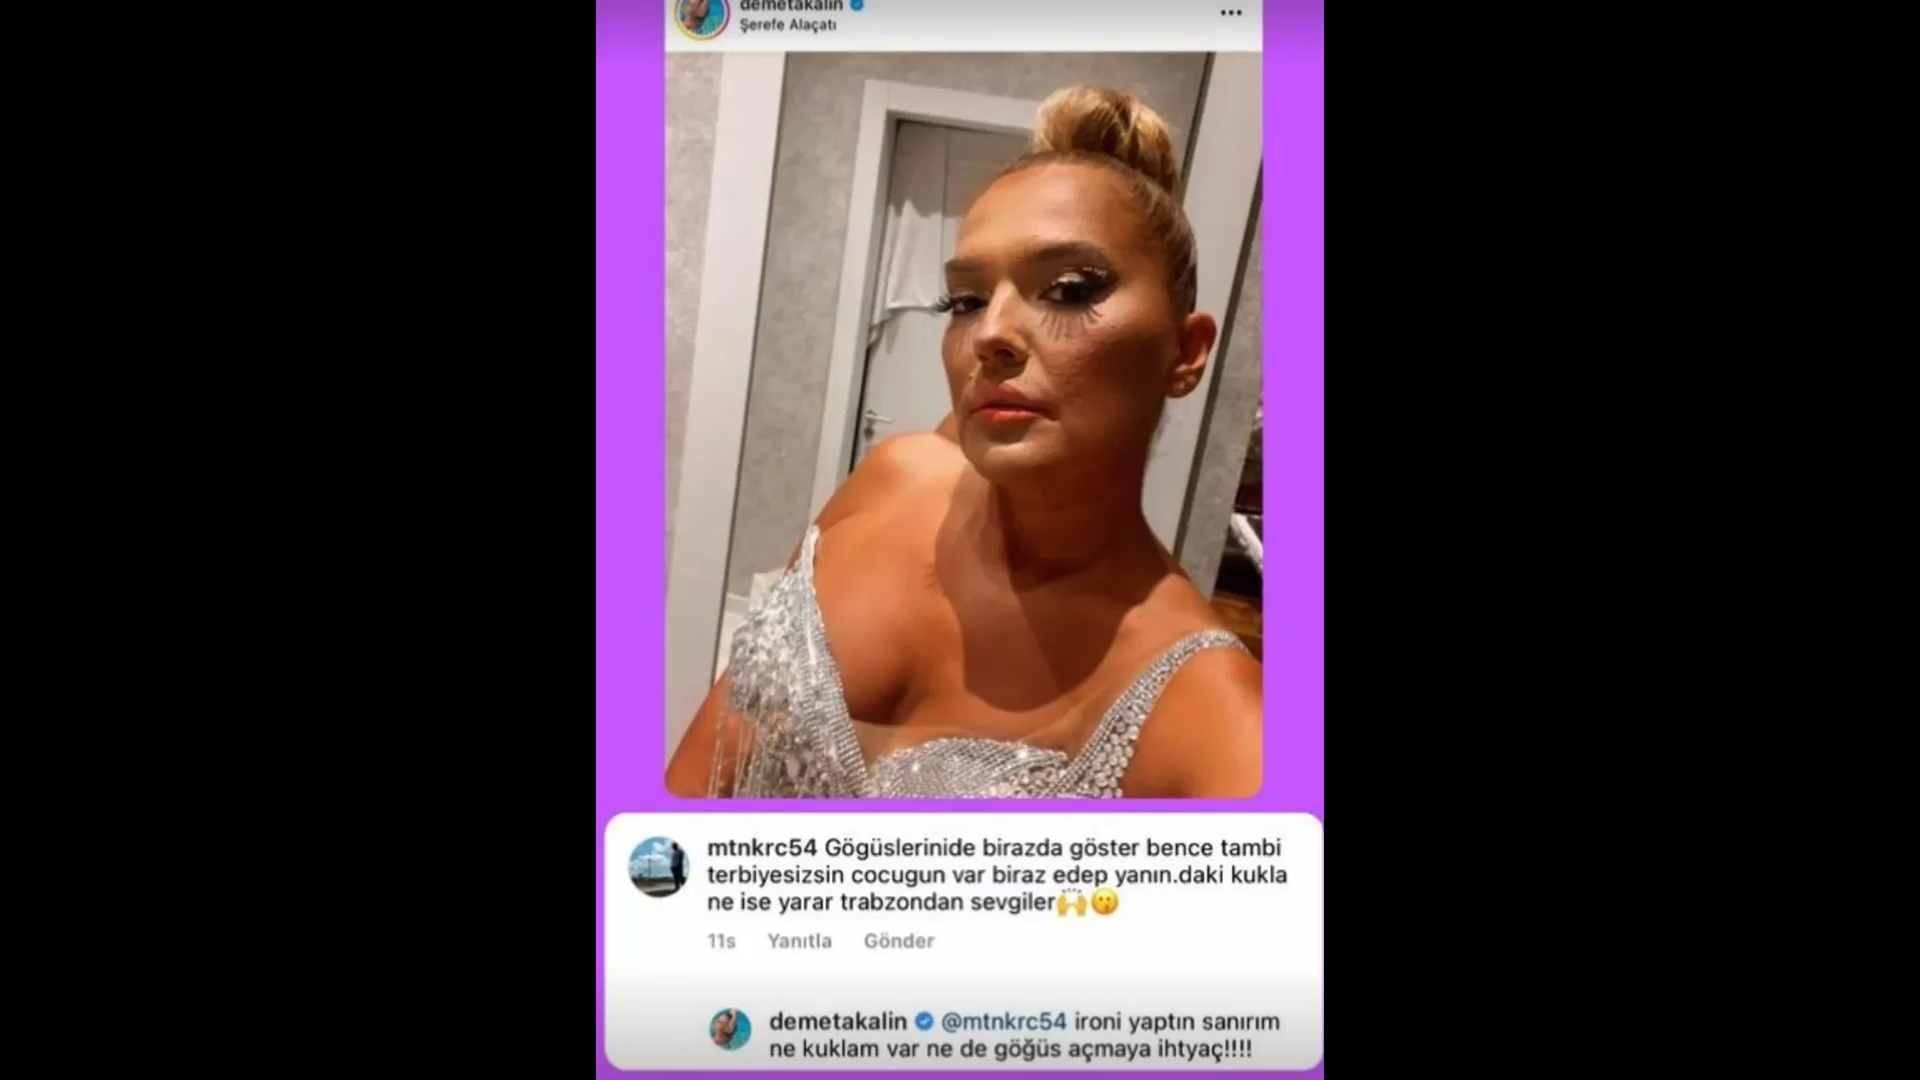 demetakalin
Şerefe Alaçatı
mtnkrc54 Gögüslerinide birazda göster bence tambi
terbiyesizsin cocugun var biraz edep yanın.daki kukla
ne ise yarar trabzondan sevgiler🙌😗
11s Yanıtla Gönder
demetakalin @mtnkrc54 ironi yaptın sanırım
ne kuklam var ne de göğüs açmaya ihtyaç!!!!